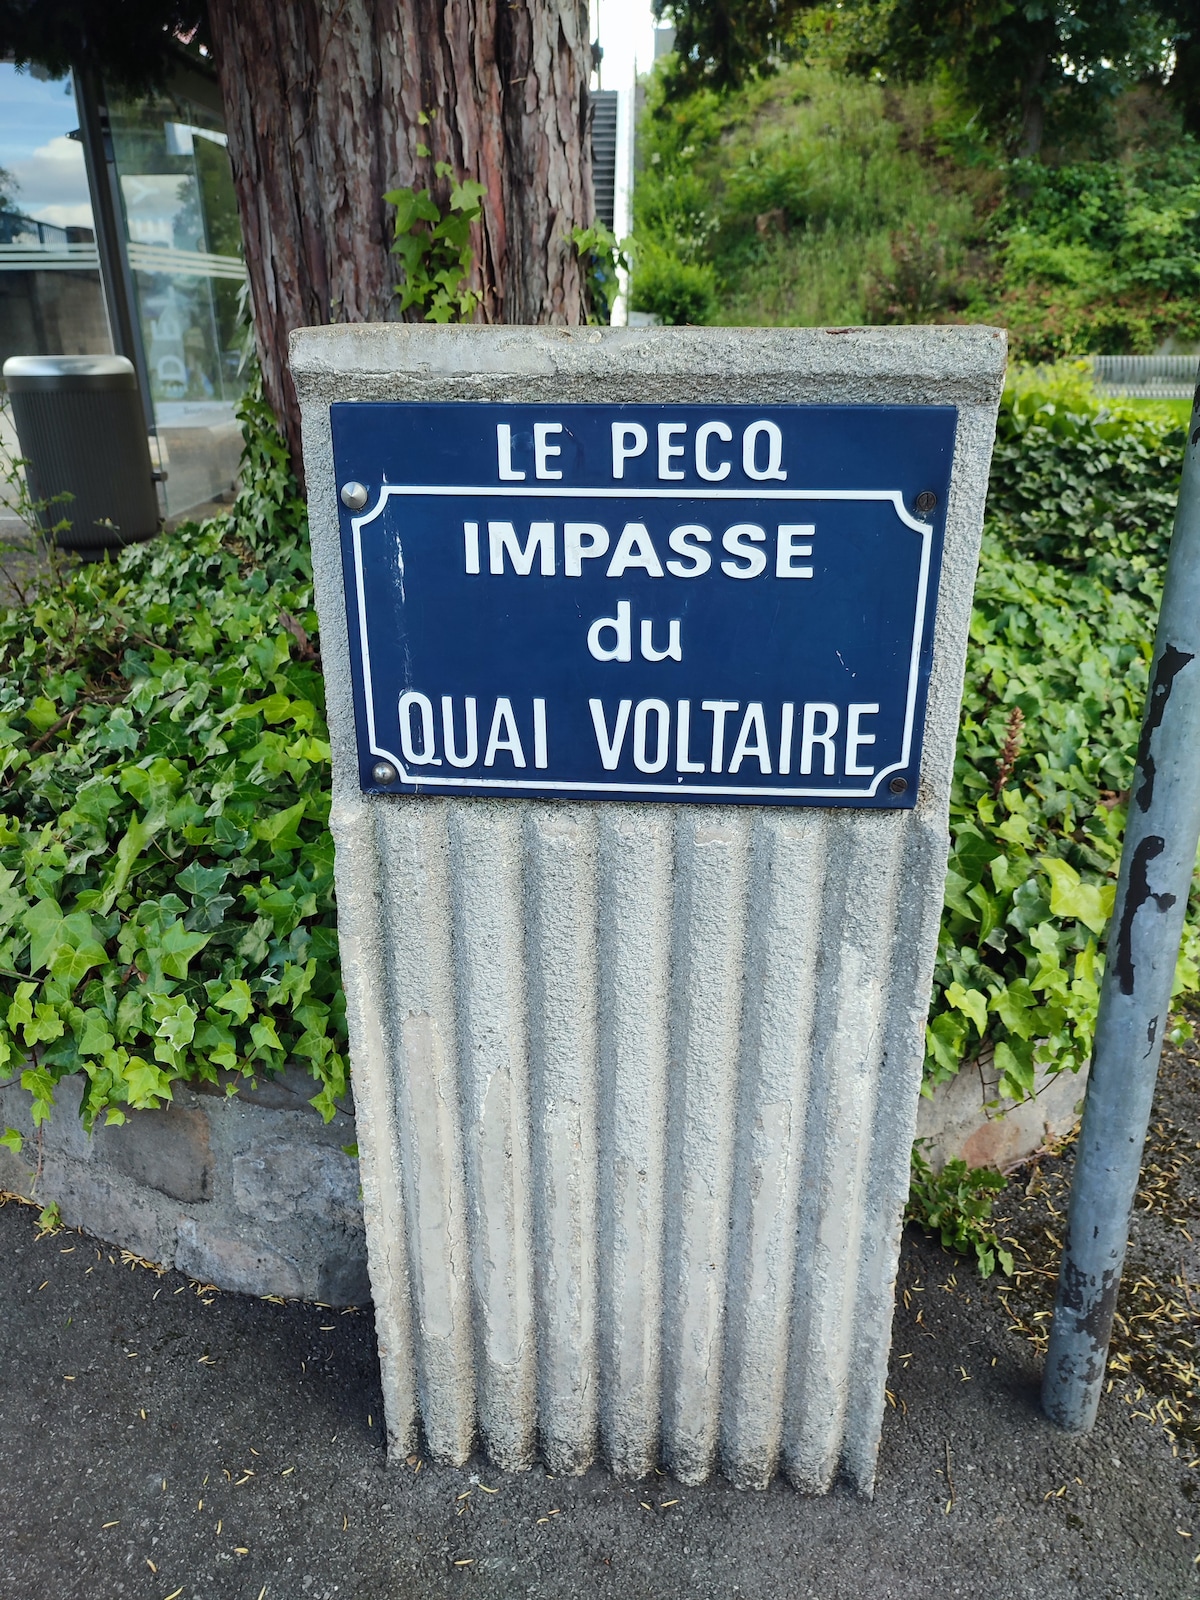 LE PECQ
IMPASSE
du
QUAI VOLTAIRE